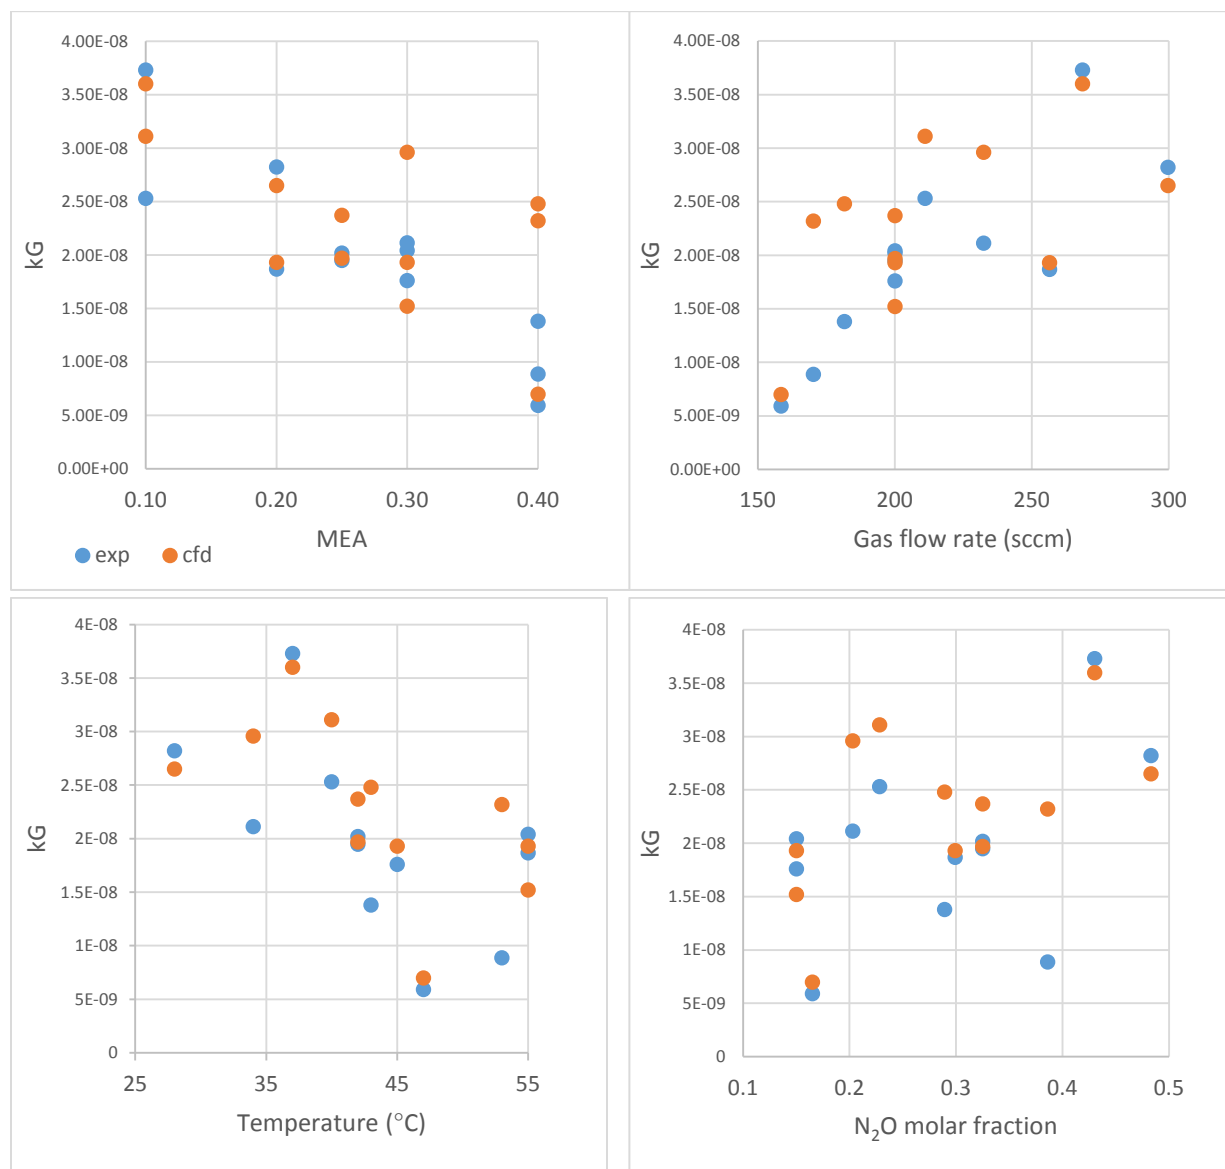 4.00E-08
3.50E-08
3.00E-08
2.50E-08
2.00E-08
1.50E-08
1.00E-08
5.00E-09
0.00E+00
kG
0.10 0.20 0.30 0.40
MEA
exp cfd
4.00E-08
3.50E-08
3.00E-08
2.50E-08
2.00E-08
1.50E-08
1.00E-08
5.00E-09
0.00E+00
kG
150 200 250 300
Gas flow rate (sccm)
4E-08
3.5E-08
3E-08
2.5E-08
2E-08
1.5E-08
1E-08
5E-09
0
kG
25 35 45 55
Temperature (°C)
4E-08
3.5E-08
3E-08
2.5E-08
2E-08
1.5E-08
1E-08
5E-09
0
kG
0.1 0.2 0.3 0.4 0.5
N₂O molar fraction